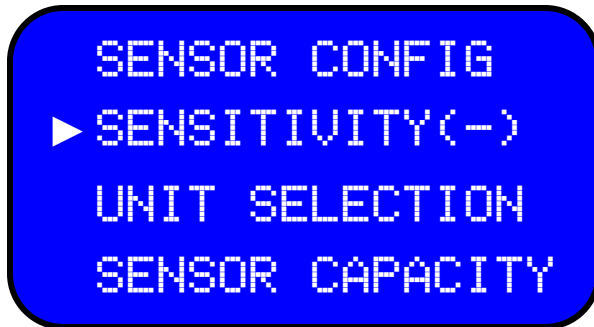 SENSOR CONFIG
►SENSITIVITY(-)
UNIT SELECTION
SENSOR CAPACITY